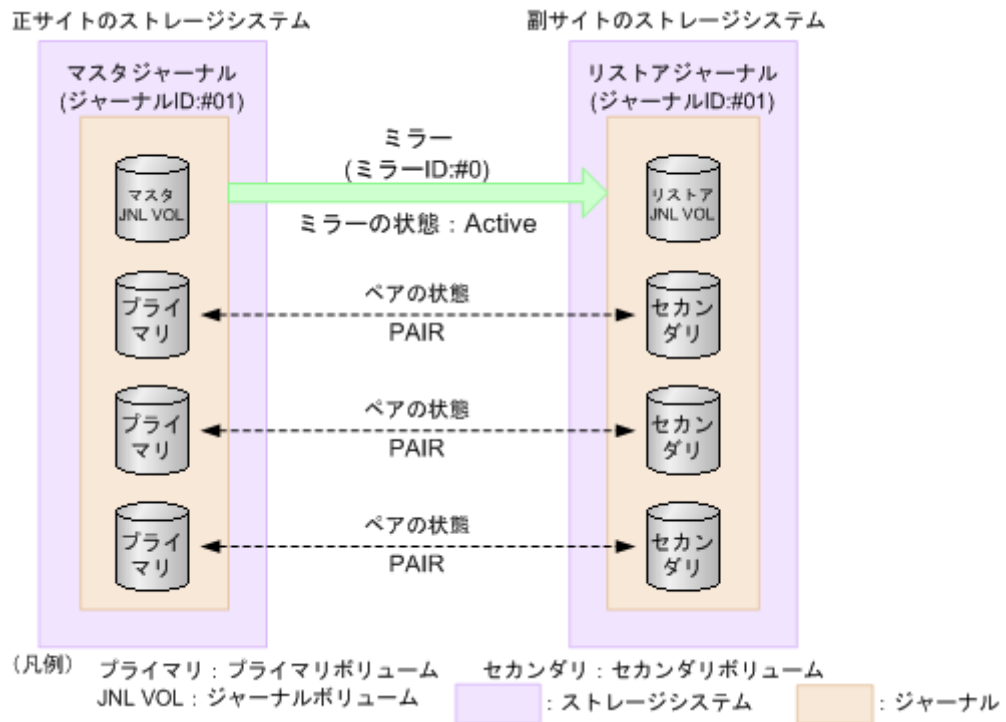 正サイトのストレージシステム
副サイトのストレージシステム
マスタジャーナル
(ジャーナルID:#01)
リストアジャーナル
(ジャーナルID:#01)
ミラー
(ミラーID:#0)
マスタ
JNL VOL
リストア
JNL VOL
ミラーの状態：Active
プライ
マリ
ペアの状態
PAIR
セカン
ダリ
プライ
マリ
ペアの状態
PAIR
セカン
ダリ
プライ
マリ
ペアの状態
PAIR
セカン
ダリ
(凡例) プライマリ：プライマリボリューム セカンダリ：セカンダリボリューム
JNL VOL：ジャーナルボリューム ：ストレージシステム ：ジャーナル